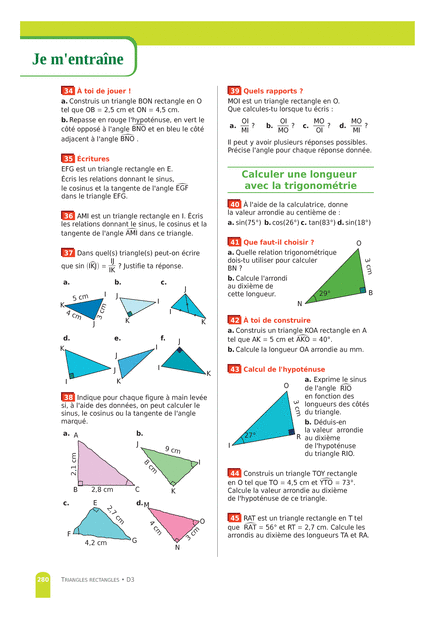 Je m'entraîne
34 À toi de jouer !
a. Construis un triangle BON rectangle en O
tel que OB = 2,5 cm et ON = 4,5 cm.
b. Repasse en rouge l'hypoténuse, en vert le
côté opposé à l'angle BNO et en bleu le côté
adjacent à l'angle BNO .
35 Écritures
EFG est un triangle rectangle en E.
Écris les relations donnant le sinus,
le cosinus et la tangente de l'angle EGF
dans le triangle EFG.
36 AMI est un triangle rectangle en I. Écris
les relations donnant le sinus, le cosinus et la
tangente de l'angle AMI dans ce triangle.
37 Dans quel(s) triangle(s) peut-on écrire
que sin (IKJ) = IJ/IK ? Justifie ta réponse.
a. b. c.
K 5 cm I 4 cm 3 cm J
J I K
J I K
d. e. f.
K J I
J I K
J I K
38 Indique pour chaque figure à main levée
si, à l'aide des données, on peut calculer le
sinus, le cosinus ou la tangente de l'angle
marqué.
a. A 2,1 cm B 2,8 cm C
b. J 9 cm I 8 cm K
c. E 2,7 cm F 4,2 cm G
d. M 4 cm O 3 cm N
39 Quels rapports ?
MOI est un triangle rectangle en O.
Que calcules-tu lorsque tu écris :
a. OI/MI ? b. OI/MO ? c. MO/OI ? d. MO/MI ?
Il peut y avoir plusieurs réponses possibles.
Précise l'angle pour chaque réponse donnée.
Calculer une longueur
avec la trigonométrie
40 À l'aide de la calculatrice, donne
la valeur arrondie au centième de :
a. sin(75°) b. cos(26°) c. tan(83°) d. sin(18°)
41 Que faut-il choisir ?
a. Quelle relation trigonométrique
dois-tu utiliser pour calculer
BN ?
b. Calcule l'arrondi
au dixième de
cette longueur.
O 3 cm B 29° N
42 À toi de construire
a. Construis un triangle KOA rectangle en A
tel que AK = 5 cm et AKO = 40°.
b. Calcule la longueur OA arrondie au mm.
43 Calcul de l'hypoténuse
a. Exprime le sinus
de l'angle RIO
en fonction des
longueurs des côtés
du triangle.
b. Déduis-en
la valeur arrondie
au dixième
de l'hypoténuse
du triangle RIO.
O 3 cm R 27° I
44 Construis un triangle TOY rectangle
en O tel que TO = 4,5 cm et YTO = 73°.
Calcule la valeur arrondie au dixième
de l'hypoténuse de ce triangle.
45 RAT est un triangle rectangle en T tel
que RAT = 56° et RT = 2,7 cm. Calcule les
arrondis au dixième des longueurs TA et RA.
260 TRIANGLES RECTANGLES • D3